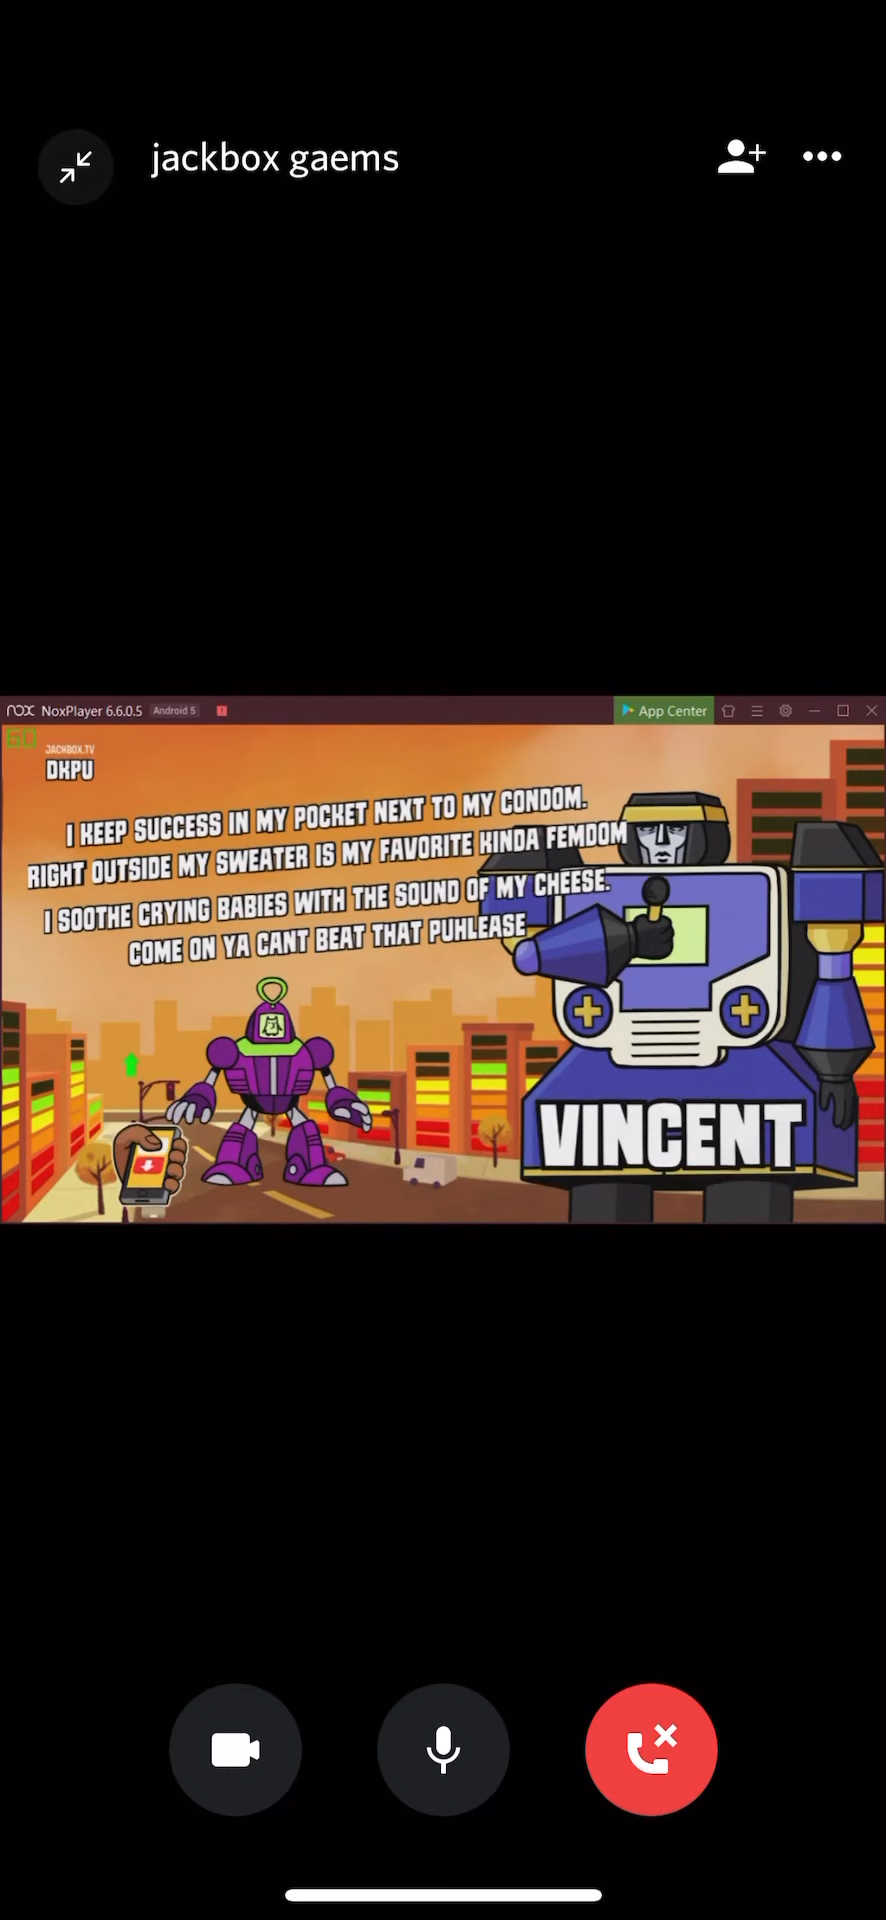 jackbox gaems
nox NoxPlayer 6.6.0.5 Android 5 App Center
60
JACKBOX.TV
DKPU
I KEEP SUCCESS IN MY POCKET NEXT TO MY CONDOM.
RIGHT OUTSIDE MY SWEATER IS MY FAVORITE KINDA FEMDOM
I SOOTHE CRYING BABIES WITH THE SOUND OF MY CHEESE.
COME ON YA CANT BEAT THAT PUHLEASE
VINCENT